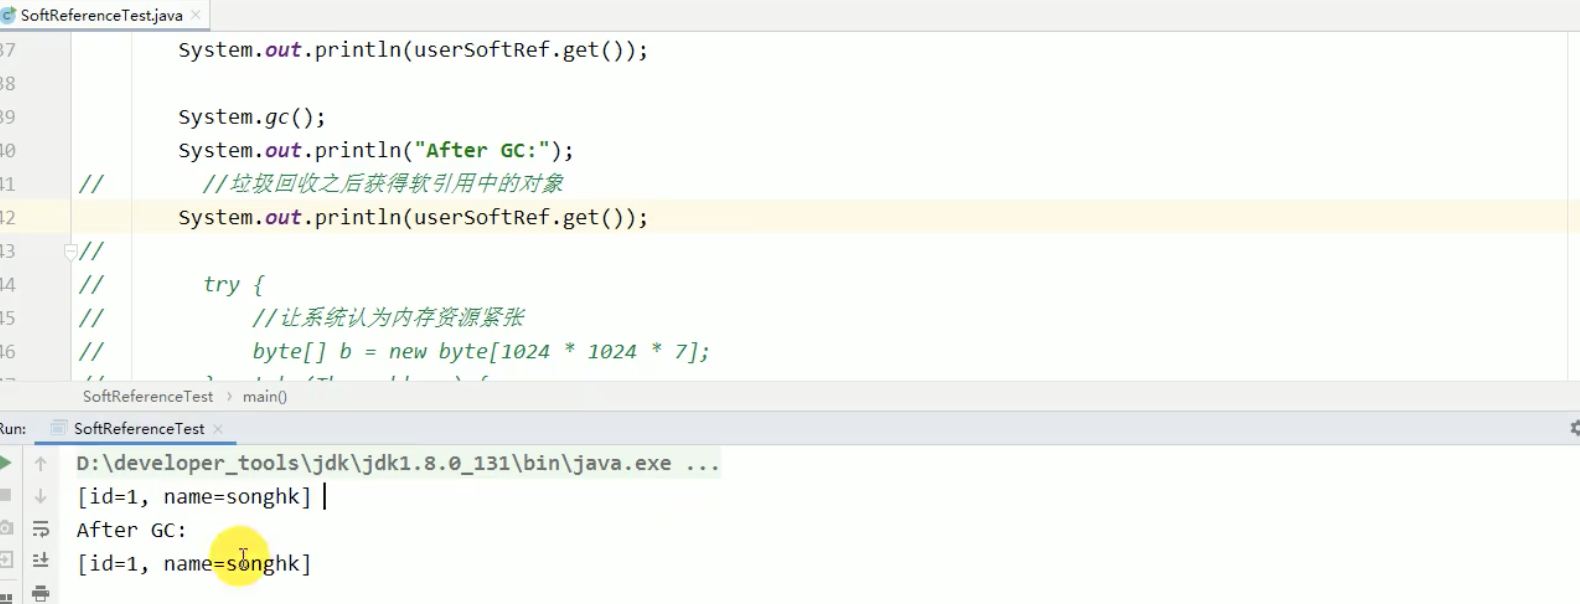 SoftReferenceTest.java
37 System.out.println(userSoftRef.get());
38
39 System.gc();
40 System.out.println("After GC:");
41 // //垃圾回收之后获得软引用中的对象
42 System.out.println(userSoftRef.get());
43 //
44 // try {
45 // //让系统认为内存资源紧张
46 // byte[] b = new byte[1024 * 1024 * 7];
SoftReferenceTest › main()
Run: SoftReferenceTest
D:\developer_tools\jdk\jdk1.8.0_131\bin\java.exe ...
[id=1, name=songhk]
After GC:
[id=1, name=songhk]